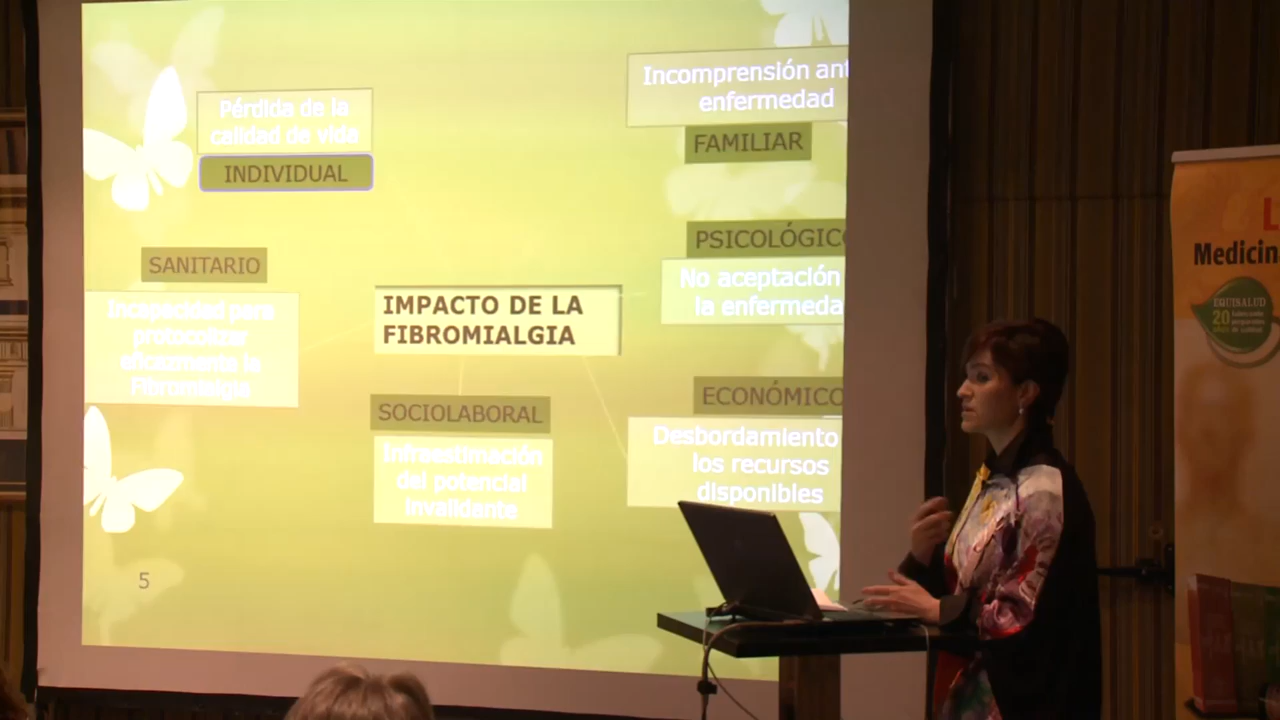 Pérdida de la
calidad de vida
INDIVIDUAL
Incomprensión ant
enfermedad
FAMILIAR
SANITARIO
Incapacidad para
protocolizar
eficazmente la
Fibromialgia
IMPACTO DE LA
FIBROMIALGIA
PSICOLÓGIC
No aceptación
la enfermeda
SOCIOLABORAL
Infraestimación
del potencial
invalidante
ECONÓMICO
Desbordamiento
los recursos
disponibles
5
L
Medicin
EQUISALUD
20
años